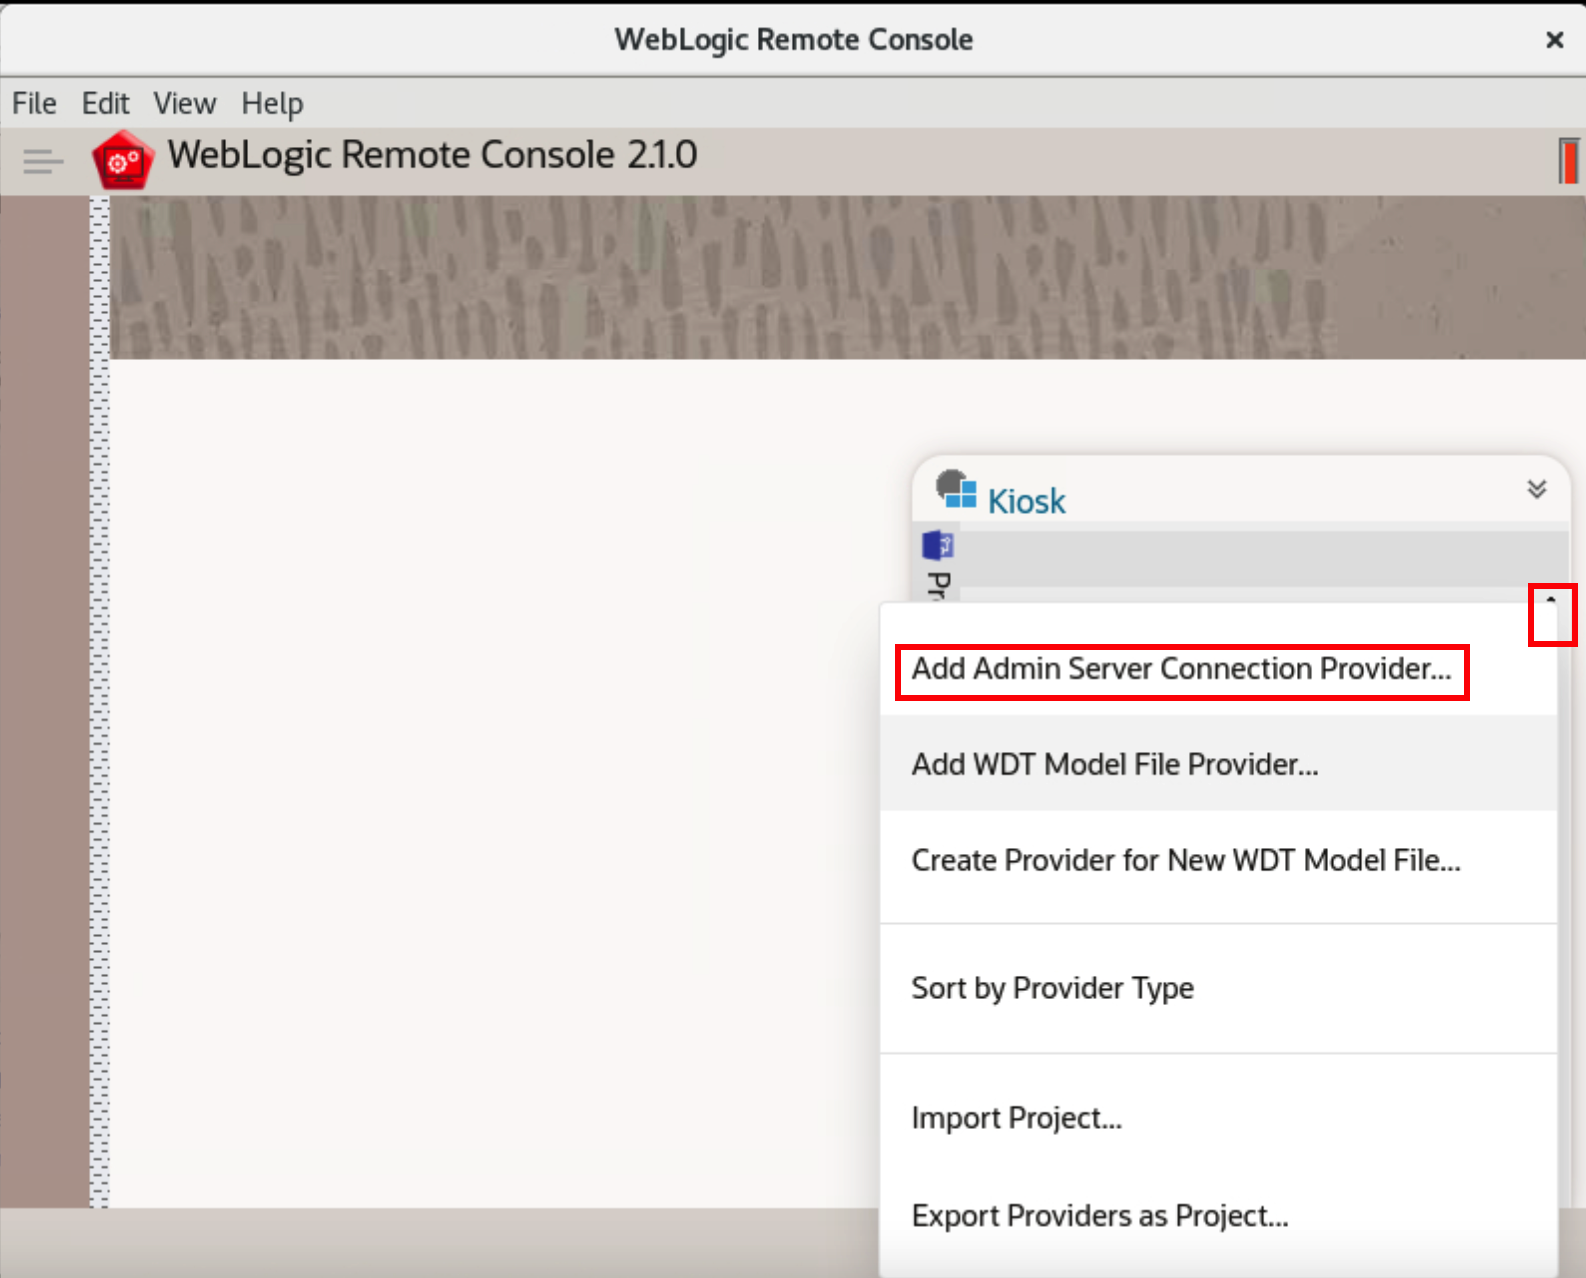 WebLogic Remote Console
File Edit View Help
WebLogic Remote Console 2.1.0
Kiosk
Add Admin Server Connection Provider...
Add WDT Model File Provider...
Create Provider for New WDT Model File...
Sort by Provider Type
Import Project...
Export Providers as Project...